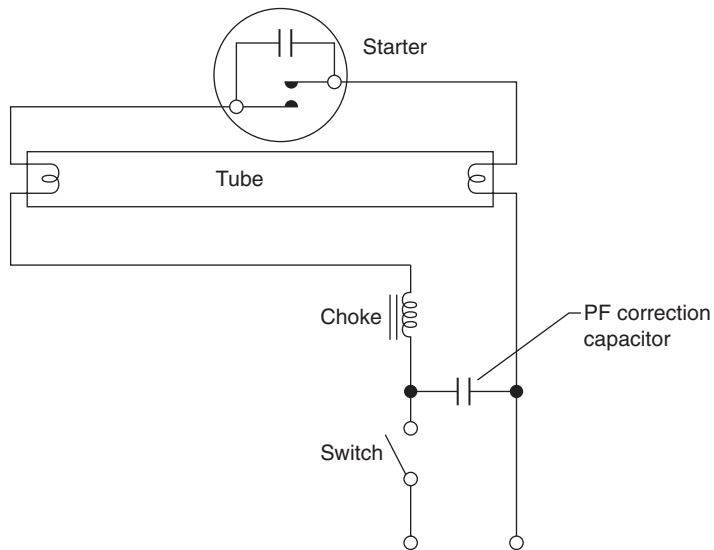 Starter
Tube
Choke
PF correction
capacitor
Switch